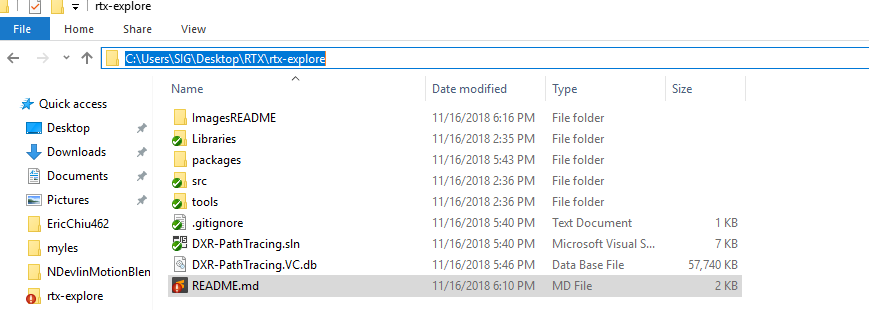 rtx-explore
File Home Share View
C:\Users\SIG\Desktop\RTX\rtx-explore
Name Date modified Type Size
Quick access
Desktop
Downloads
Documents
Pictures
EricChiu462
myles
NDevlinMotionBlen
rtx-explore
ImagesREADME 11/16/2018 6:16 PM File folder
Libraries 11/16/2018 2:35 PM File folder
packages 11/16/2018 5:43 PM File folder
src 11/16/2018 2:36 PM File folder
tools 11/16/2018 2:36 PM File folder
.gitignore 11/16/2018 5:40 PM Text Document 1 KB
DXR-PathTracing.sln 11/16/2018 5:40 PM Microsoft Visual S... 7 KB
DXR-PathTracing.VC.db 11/16/2018 5:46 PM Data Base File 57,740 KB
README.md 11/16/2018 6:10 PM MD File 2 KB